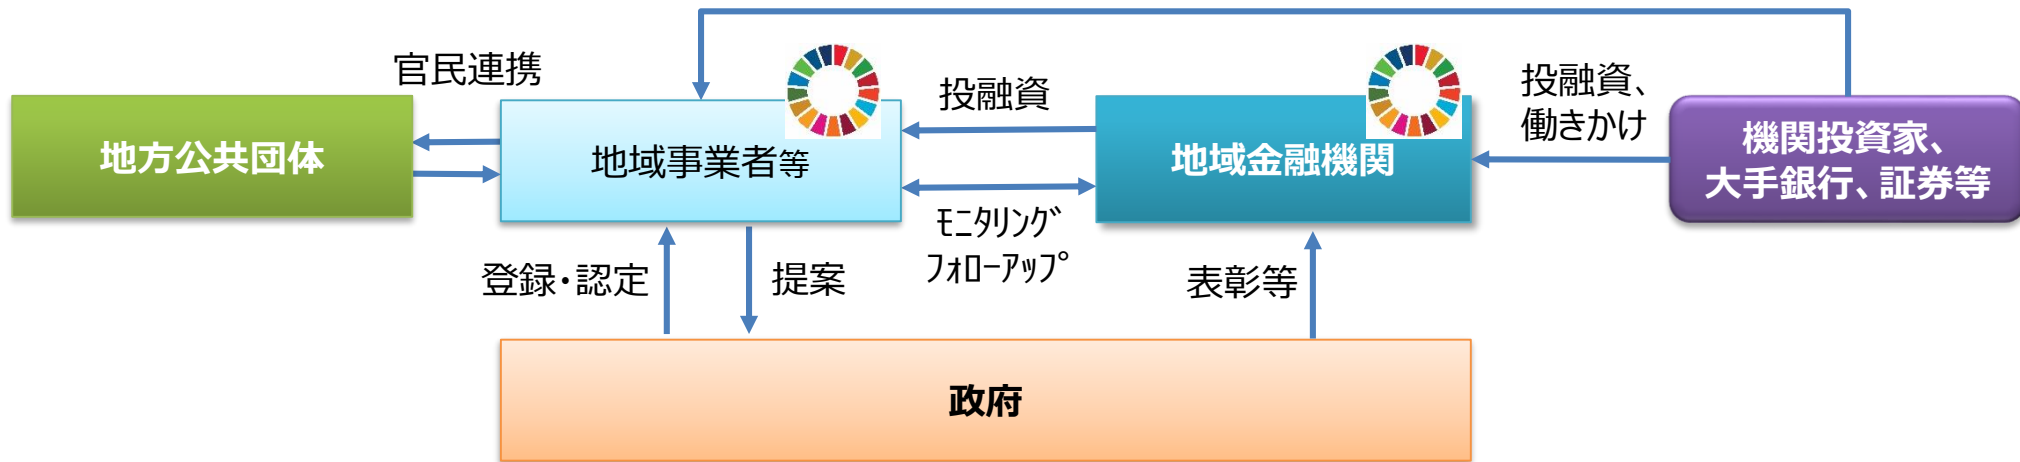 官民連携
地方公共団体
地域事業者等
投融資
ﾓﾆﾀﾘﾝｸﾞ
ﾌｫﾛｰｱｯﾌﾟ
地域金融機関
投融資、
働きかけ
機関投資家、
大手銀行、証券等
登録・認定
提案
表彰等
政府